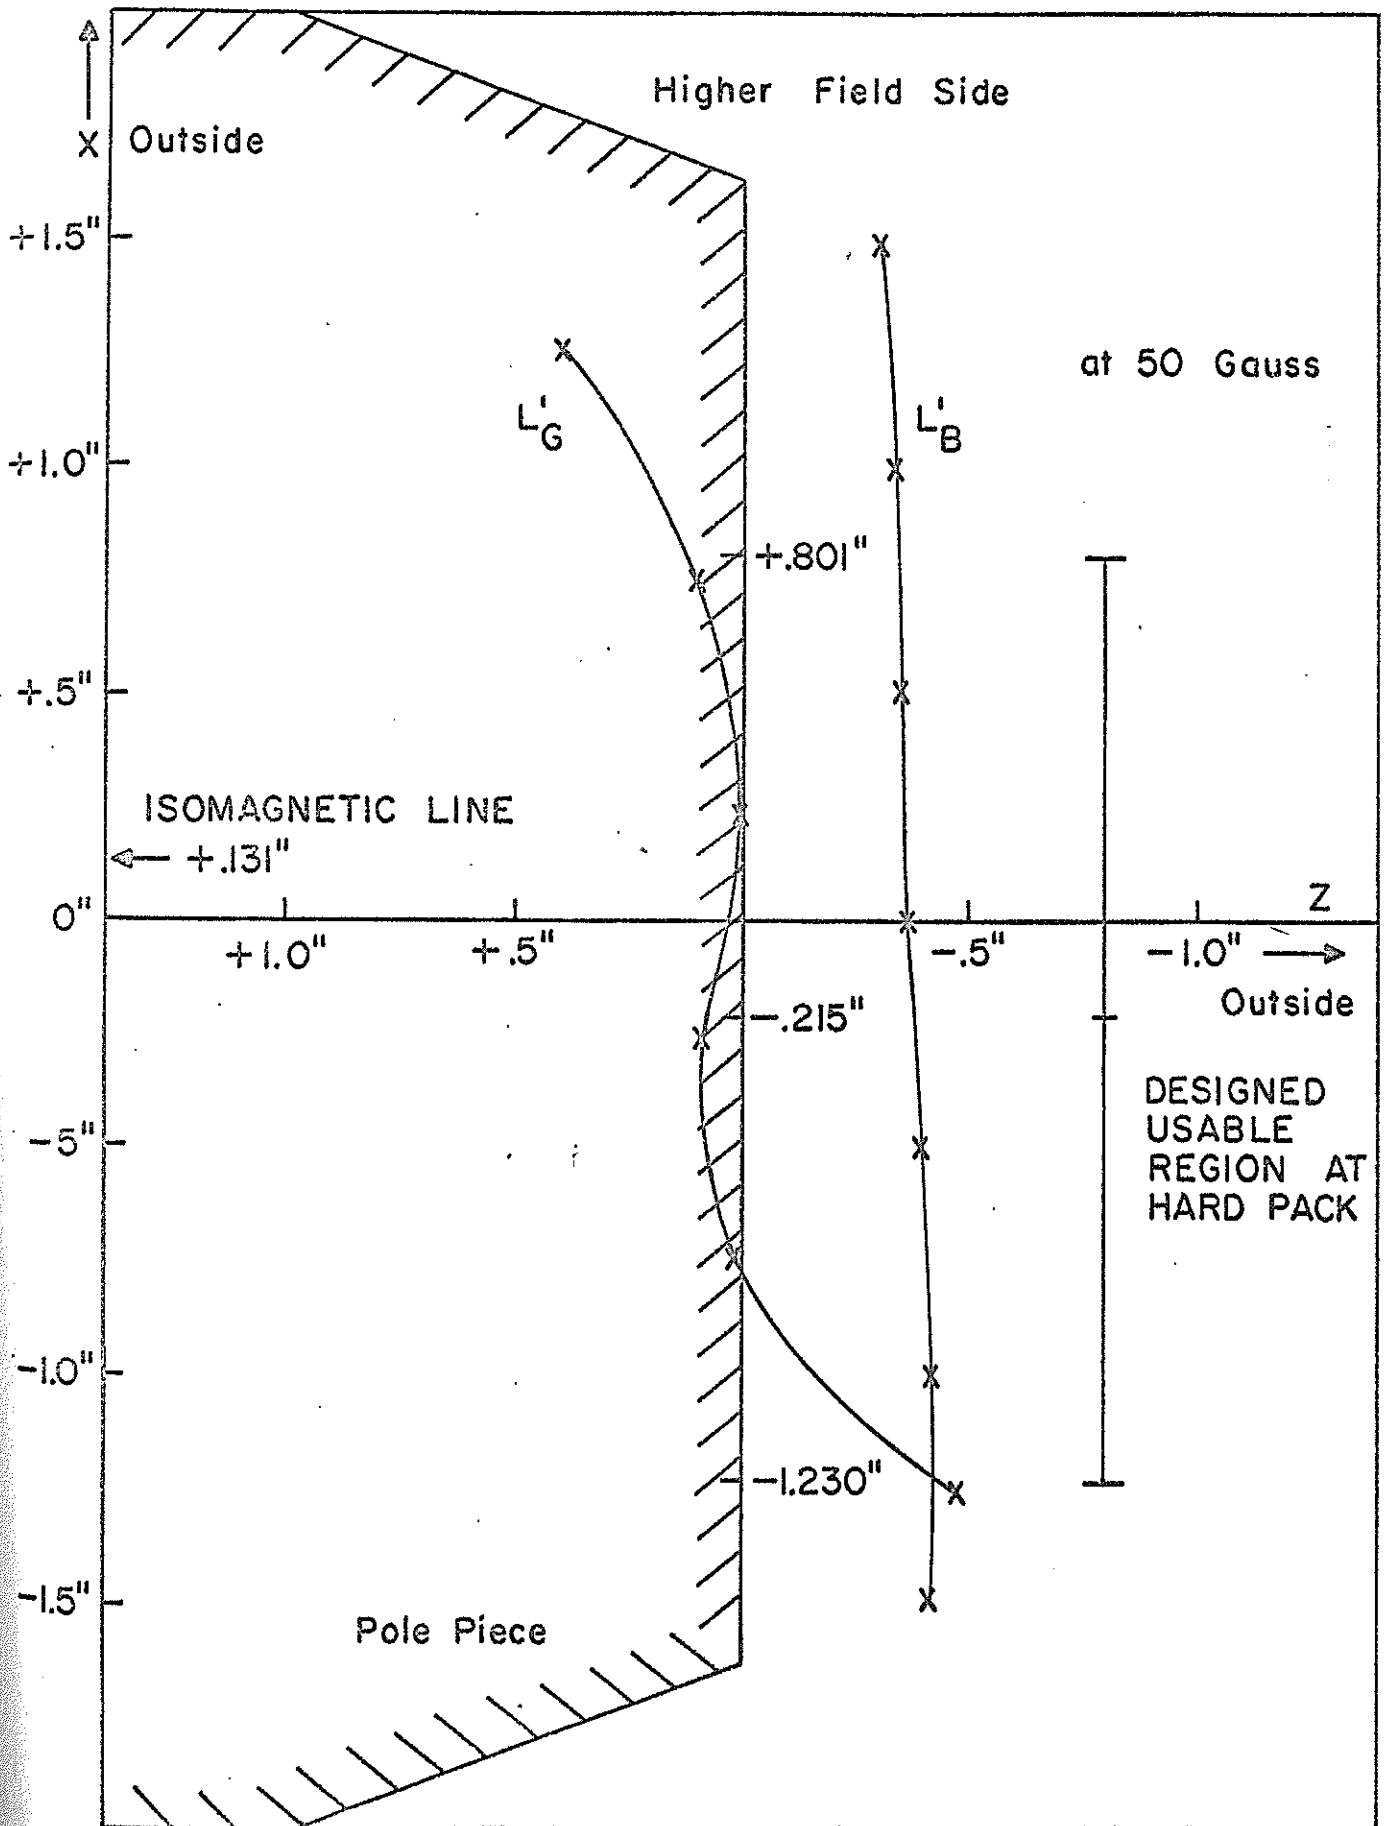 Higher Field Side
X Outside
+1.5"
at 50 Gauss
L'G
L'B
+1.0"
+.801"
+.5"
ISOMAGNETIC LINE
+.131"
0"
Z
+1.0"
+.5"
-.5"
-1.0"
Outside
-.215"
DESIGNED
USABLE
REGION AT
HARD PACK
-5"
-1.0"
-1.230"
-1.5"
Pole Piece